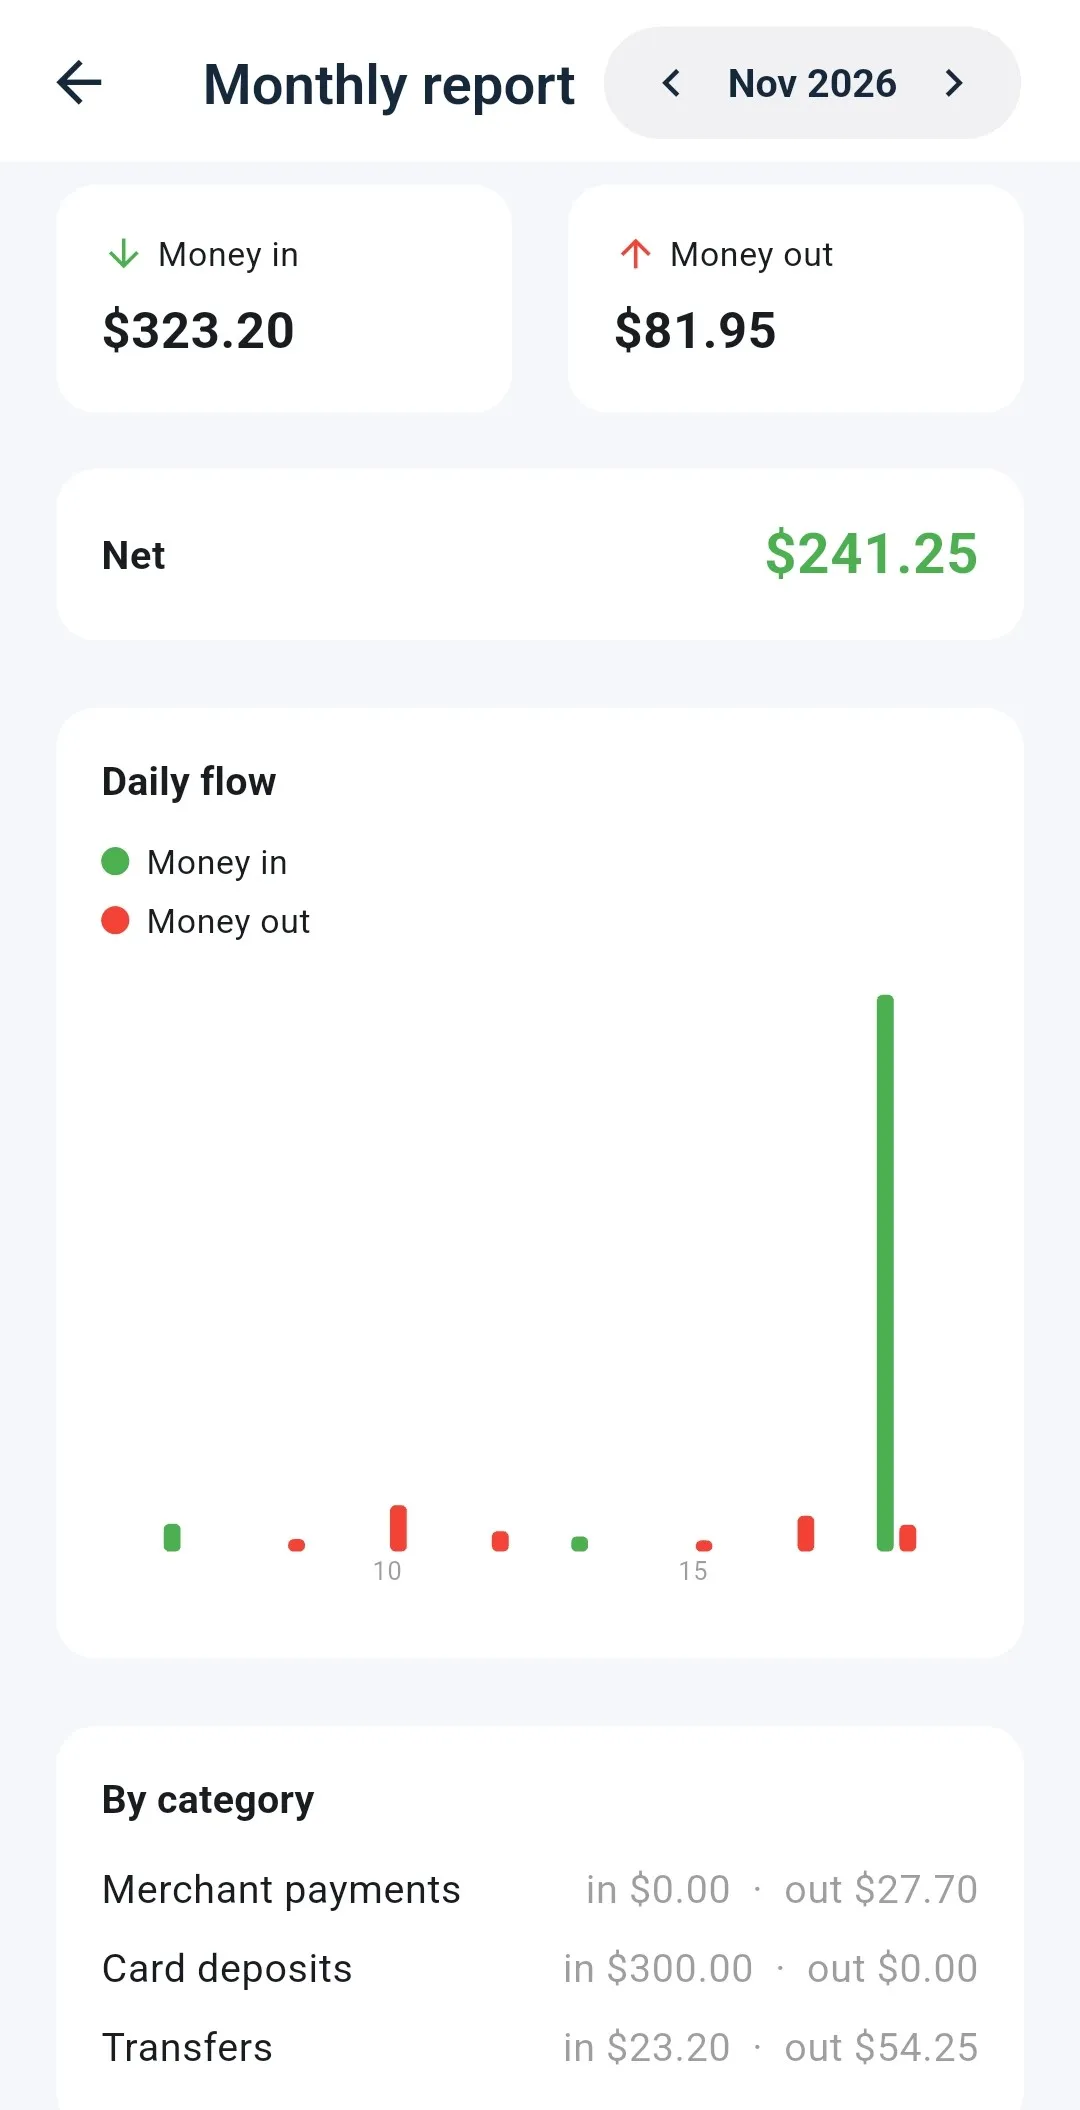 Monthly report
Nov 2026
Money in
$323.20
Money out
$81.95
Net
$241.25
Daily flow
Money in
Money out
10
15
By category
Merchant payments in $0.00 · out $27.70
Card deposits in $300.00 · out $0.00
Transfers in $23.20 · out $54.25